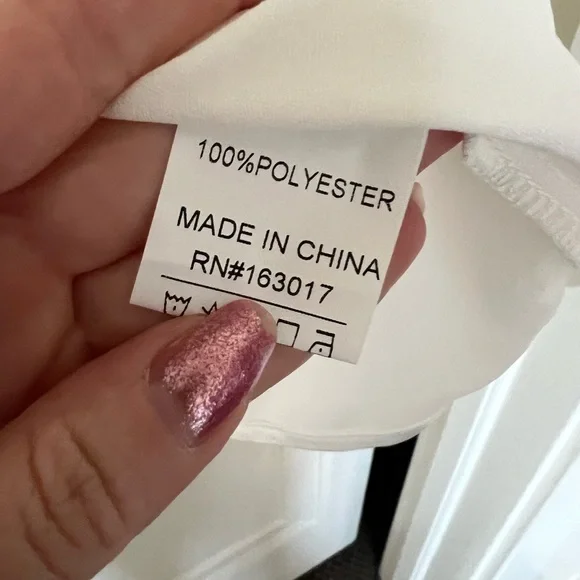 100%POLYESTER
MADE IN CHINA
RN#163017